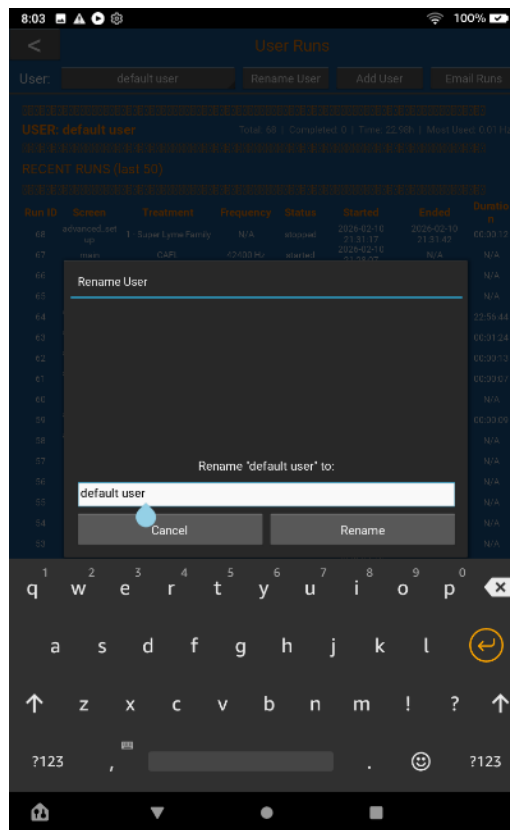 8:03 100%
<
User Runs
User: default user Rename User Add User Email Runs
USER: default user Total: 68 | Completed: 0 | Time: 22.98h | Most Used: 0.01 Hz
RECENT RUNS (last 50)
Run ID Screen Treatment Frequency Status Started Ended Duration
68 advanced_setup 1 - Super Lyme Family N/A stopped 2026-02-10 21:31:17 2026-02-10 21:31:42
67 main CAFL 42400 Hz started 2026-02-10 N/A N/A
66 N/A
65 N/A
64 22:56:44
63 00:01:24
62
61
60 N/A
59
58 N/A
57 N/A
56 N/A
55 N/A
54 N/A
53 N/A
Rename User
Rename "default user" to:
default user
Cancel Rename
1 2 3 4 5 6 7 8 9 0
q w e r t y u i o p
a s d f g h j k l
z x c v b n m ! ?
?123 , . ?123